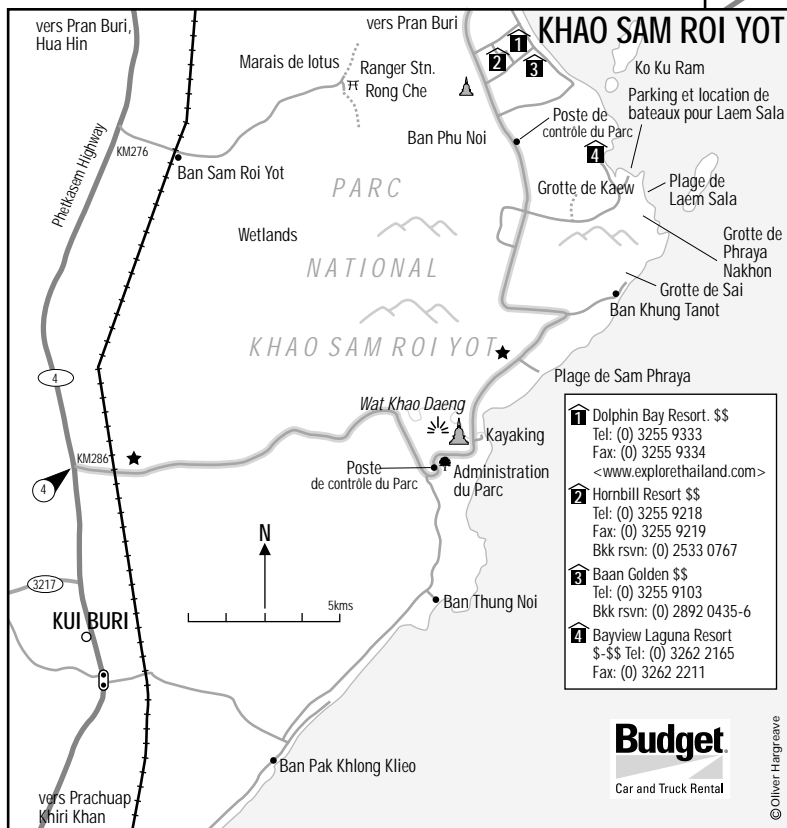 KHAO SAM ROI YOT
vers Pran Buri,
Hua Hin
vers Pran Buri
Marais de lotus
Ranger Stn.
Rong Che
1
2
3
Ko Ku Ram
Parking et location de
bateaux pour Laem Sala
Poste de
contrôle du Parc
Ban Phu Noi
4
KM276
Ban Sam Roi Yot
Phetkasem Highway
PARC
Grotte de Kaew
Plage de
Laem Sala
Wetlands
Grotte de
Phraya
Nakhon
NATIONAL
Grotte de Sai
Ban Khung Tanot
KHAO SAM ROI YOT
4
Plage de Sam Phraya
Wat Khao Daeng
Kayaking
KM286
4
Poste
de contrôle du Parc
Administration
du Parc
N
5kms
3217
KUI BURI
Ban Thung Noi
Ban Pak Khlong Klieo
vers Prachuap
Khiri Khan
1 Dolphin Bay Resort. $$
Tel: (0) 3255 9333
Fax: (0) 3255 9334
<www.explorethailand.com>
2 Hornbill Resort $$
Tel: (0) 3255 9218
Fax: (0) 3255 9219
Bkk rsvn: (0) 2533 0767
3 Baan Golden $$
Tel: (0) 3255 9103
Bkk rsvn: (0) 2892 0435-6
4 Bayview Laguna Resort
$-$$ Tel: (0) 3262 2165
Fax: (0) 3262 2211
Budget.
Car and Truck Rental
©Oliver Hargreave